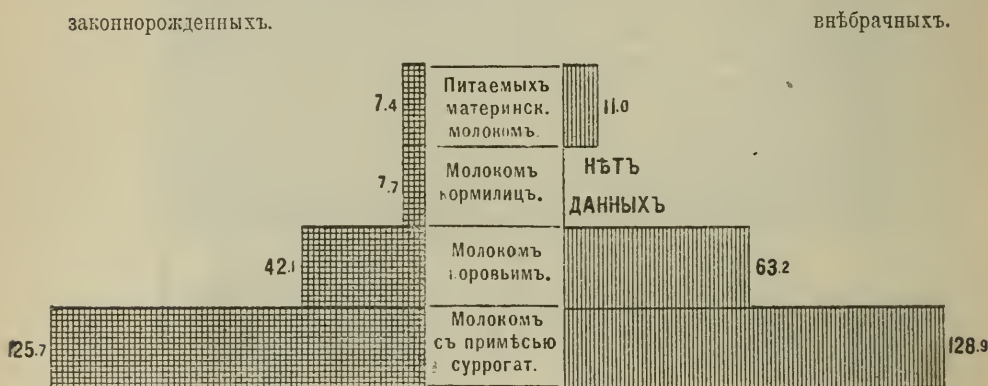 законнорожденныхъ. внѣбрачныхъ.
7.4 Питаемыхъ материнск. молокомъ. 11.0
7.7 Молокомъ кормилицъ. НѢТЪ ДАННЫХЪ
42.1 Молокомъ коровьимъ. 63.2
125.7 Молокомъ съ примѣсью суррогат. 128.9